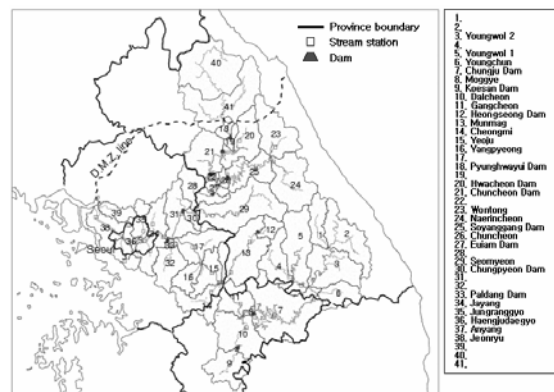 Province boundary
Stream station
Dam
D.M.Z. line
Seoul
40
41
19
20
23
21
25
24
28
29
39
38
31
30
36
17
32
16
15
12
13
5
1
2
3
4
6
7
8
10
9
1.
2.
3. Youngwol 2
4.
5. Youngwol 1
6. Youngchun
7. Chungju Dam
8. Moggye
9. Koesan Dam
10. Dalcheon
11. Gangcheon
12. Heongseong Dam
13. Munmag
14. Cheongmi
15. Yeoju
16. Yangpyeong
17.
18. Pyunghwayui Dam
19.
20. Hwacheon Dam
21. Chuncheon Dam
22.
23. Wontong
24. Naerincheon
25. Soyanggang Dam
26. Chuncheon
27. Euiam Dam
28.
29. Seomyeon
30. Chungpyeon Dam
31.
32.
33. Paldang Dam
34. Jayang
35. Jungranggyo
36. Haengjudaegyo
37. Anyang
38. Jeonryu
39.
40.
41.